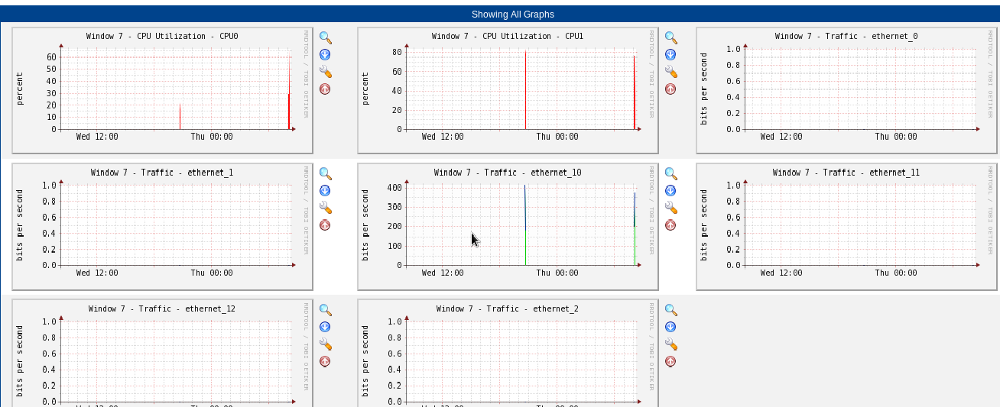 Showing All Graphs
Window 7 - CPU Utilization - CPU0
percent
60
50
40
30
20
10
0
Wed 12:00 Thu 00:00
RRDTOOL / TOBI OETIKER
Window 7 - CPU Utilization - CPU1
percent
80
60
40
20
0
Wed 12:00 Thu 00:00
RRDTOOL / TOBI OETIKER
Window 7 - Traffic - ethernet_0
bits per second
1.0
0.8
0.6
0.4
0.2
0.0
Wed 12:00 Thu 00:00
RRDTOOL / TOBI OETIKER
Window 7 - Traffic - ethernet_1
bits per second
1.0
0.8
0.6
0.4
0.2
0.0
Wed 12:00 Thu 00:00
RRDTOOL / TOBI OETIKER
Window 7 - Traffic - ethernet_10
bits per second
400
300
200
100
0
Wed 12:00 Thu 00:00
RRDTOOL / TOBI OETIKER
Window 7 - Traffic - ethernet_11
bits per second
1.0
0.8
0.6
0.4
0.2
0.0
Wed 12:00 Thu 00:00
RRDTOOL / TOBI OETIKER
Window 7 - Traffic - ethernet_12
bits per second
1.0
0.8
0.6
0.4
0.2
0.0
RRDTOOL / TOBI OETIKER
Window 7 - Traffic - ethernet_2
bits per second
1.0
0.8
0.6
0.4
0.2
0.0
RRDTOOL / TOBI OETIKER